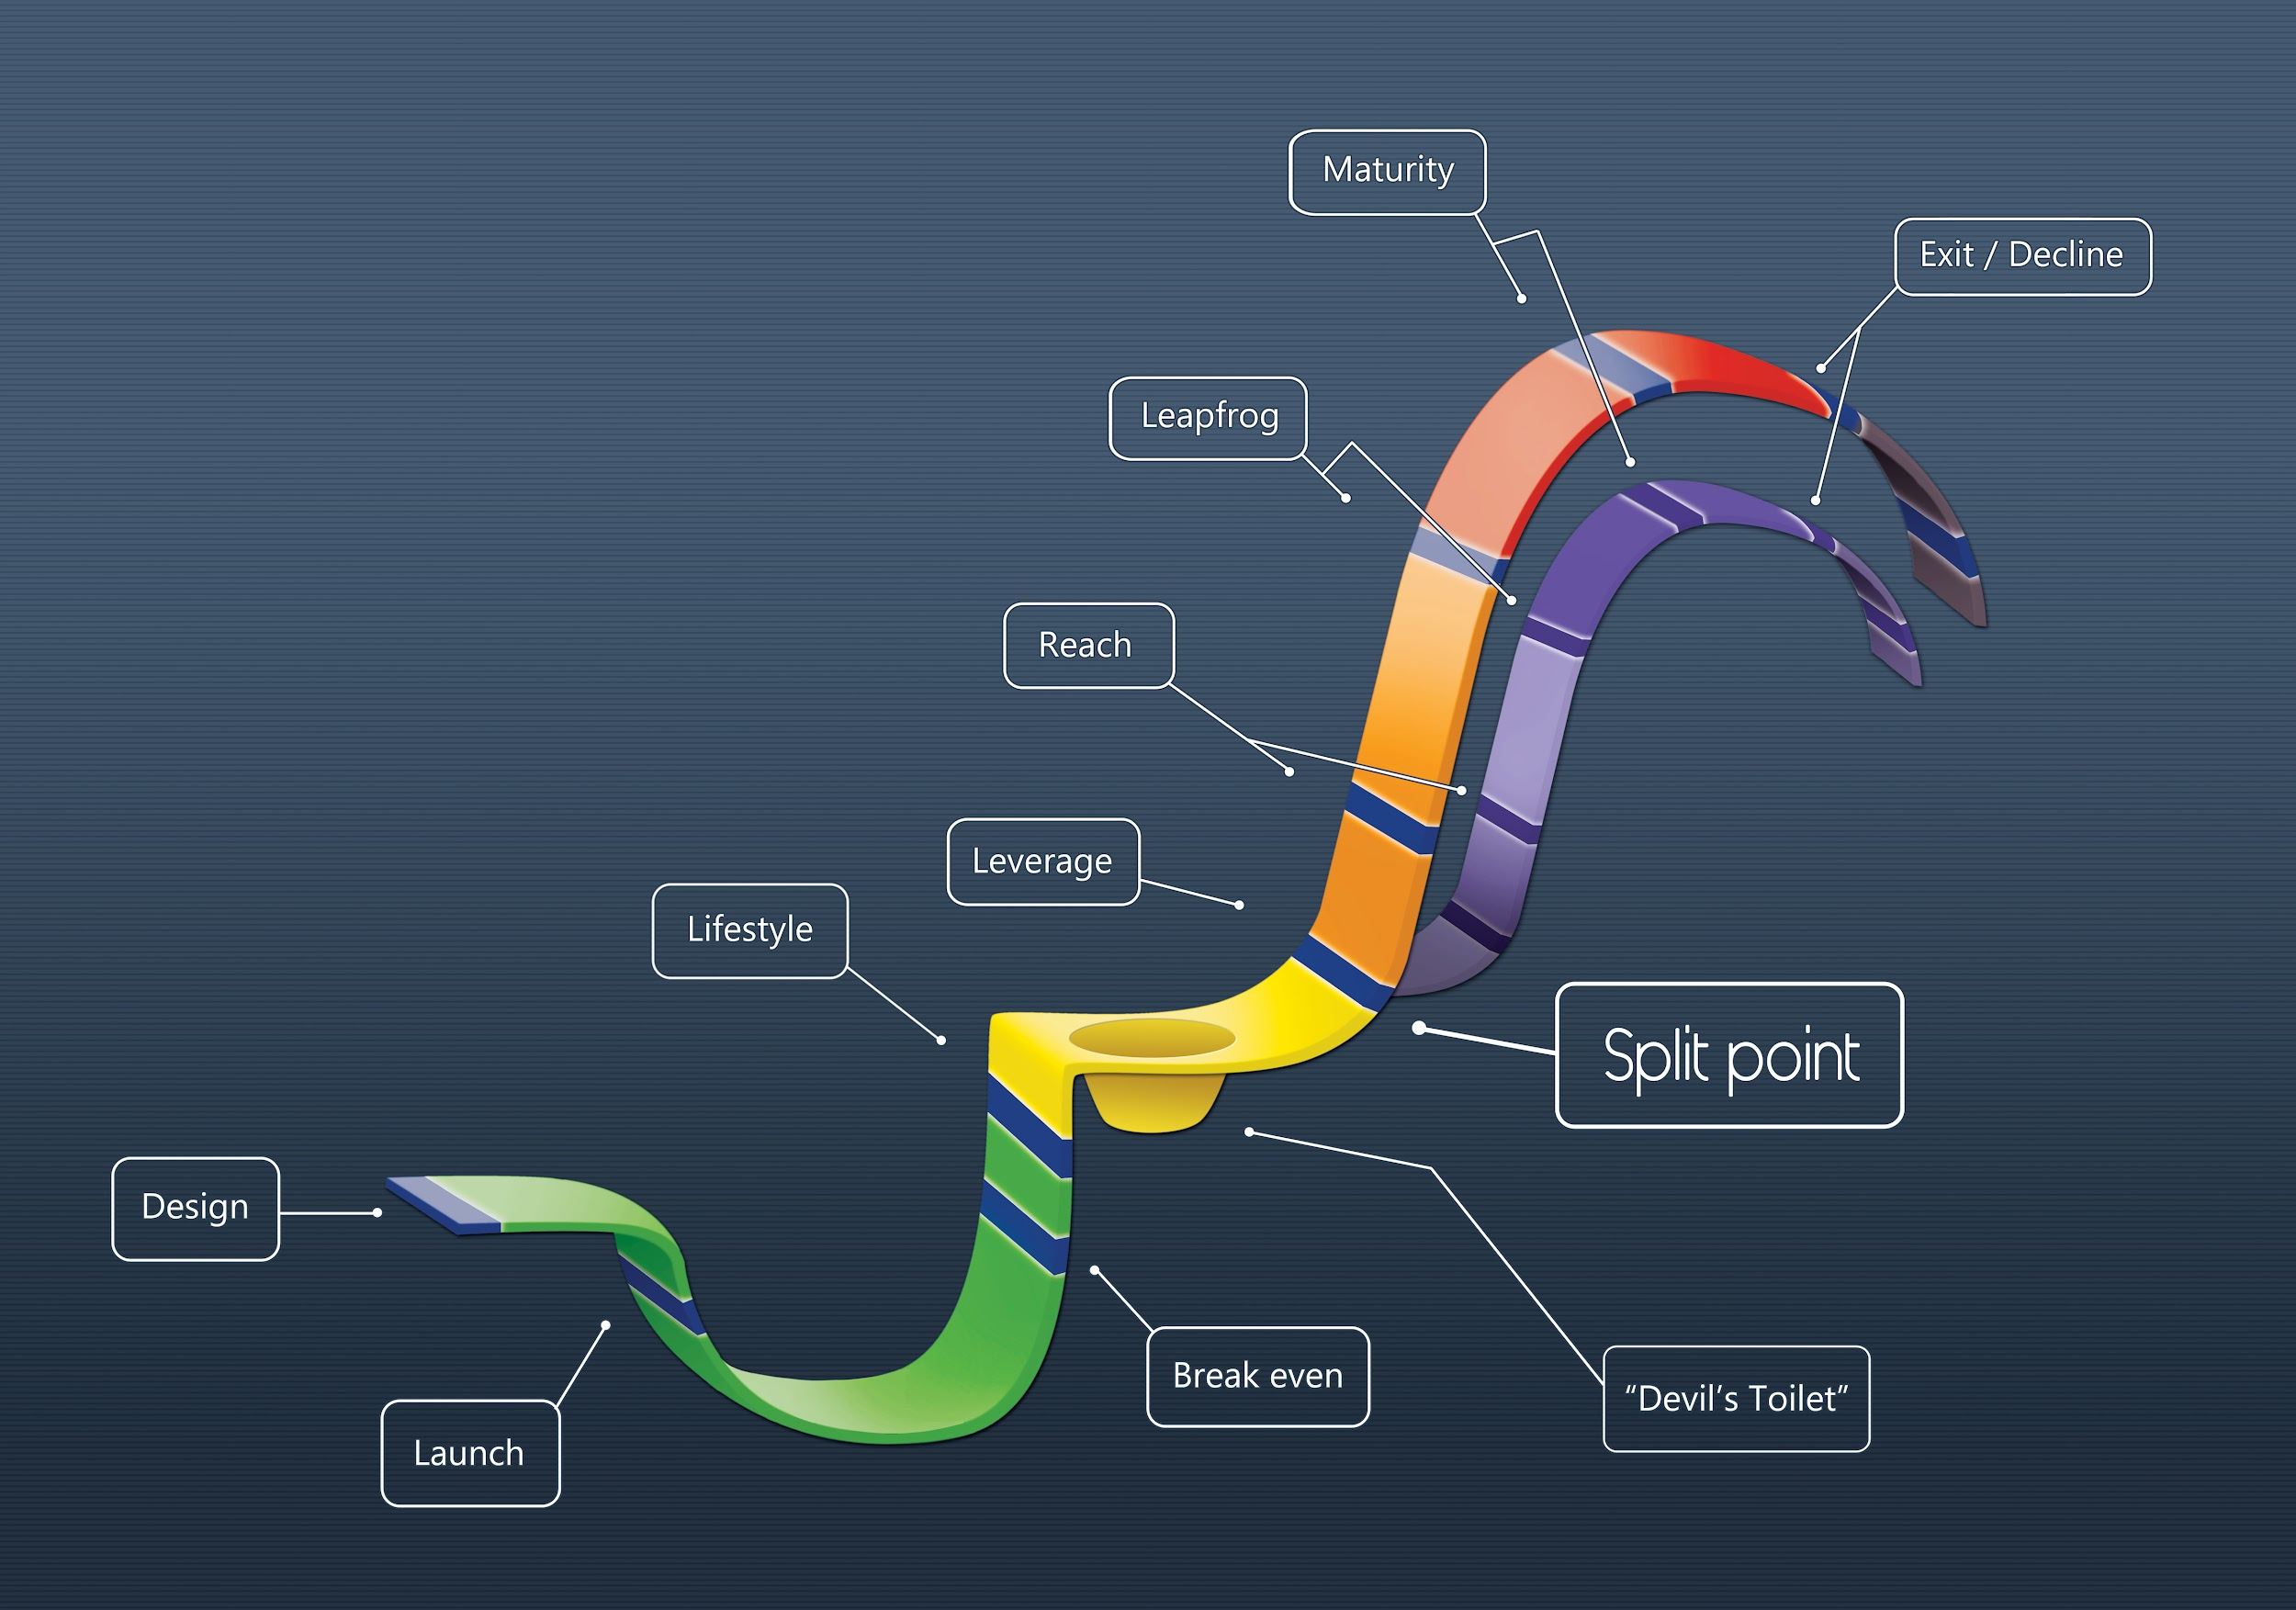 Maturity
Exit / Decline
Leapfrog
Reach
Leverage
Lifestyle
Split point
Design
Break even
“Devil’s Toilet”
Launch